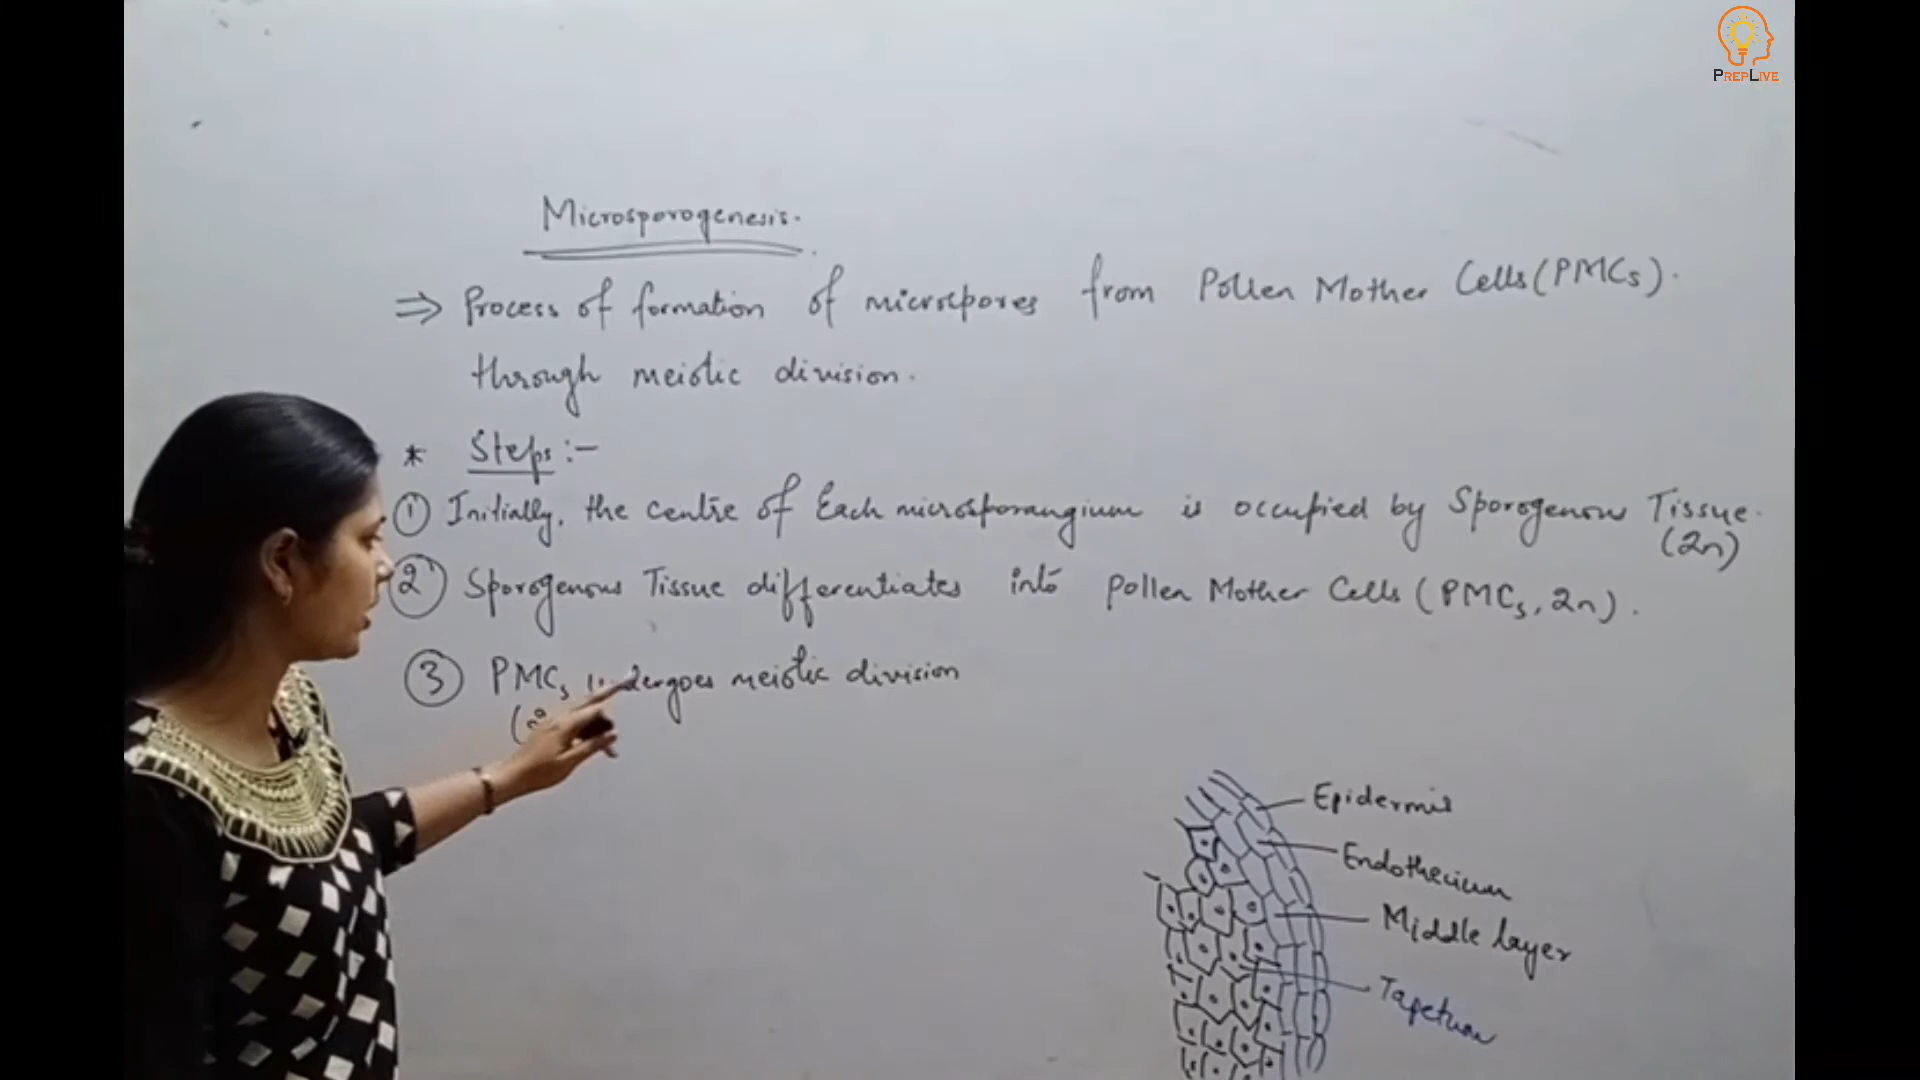 PREPLIVE
Microsporogenesis.
⇒ Process of formation of microspores from Pollen Mother Cells (PMCs).
through meiotic division.
* Steps :-
① Initially, the centre of Each microsporangium is occupied by Sporogenous Tissue.
(2n)
② Sporogenous Tissue differentiates into Pollen Mother Cells (PMCs, 2n).
③ PMCs undergoes meiotic division
Epidermis
Endothecium
Middle layer
Tapetum